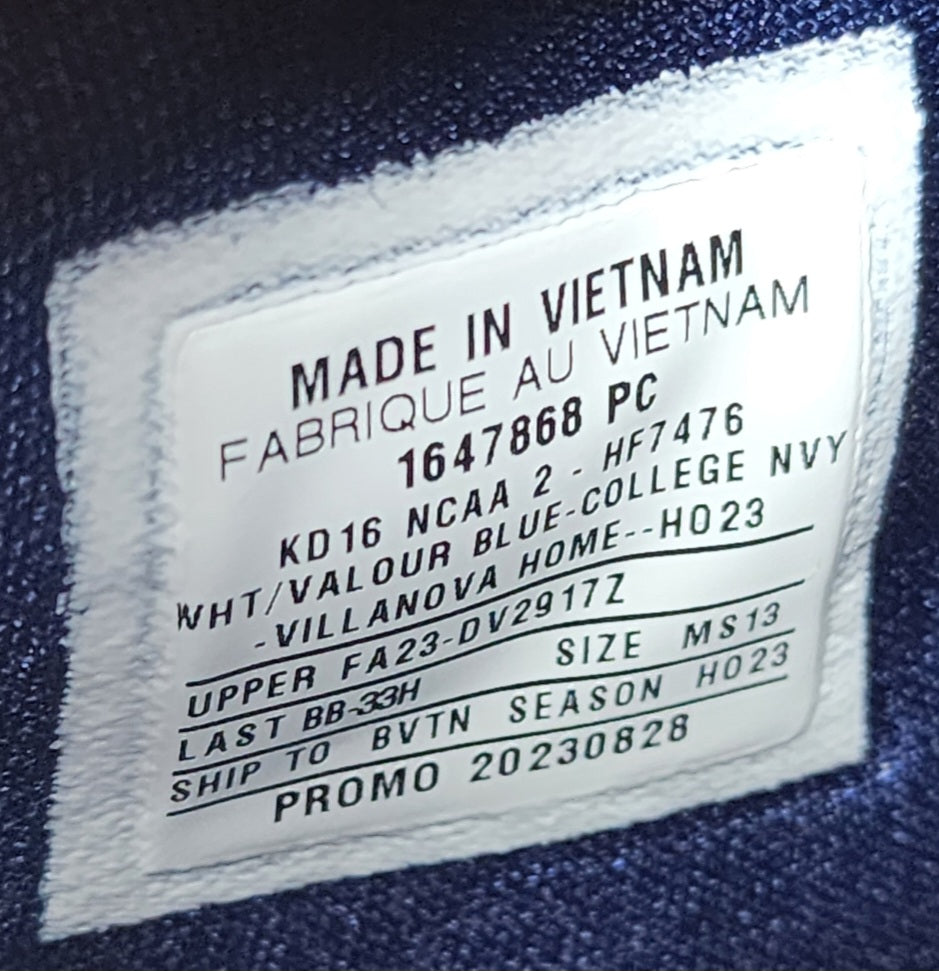 MADE IN VIETNAM
FABRIQUE AU VIETNAM
1647868 PC
KD16 NCAA 2 - HF7476
WHT/VALOUR BLUE-COLLEGE NVY
-VILLANOVA HOME--HO23
UPPER FA23-DV2917Z
LAST BB-33H SIZE MS13
SHIP TO BVTN SEASON HO23
PROMO 20230828